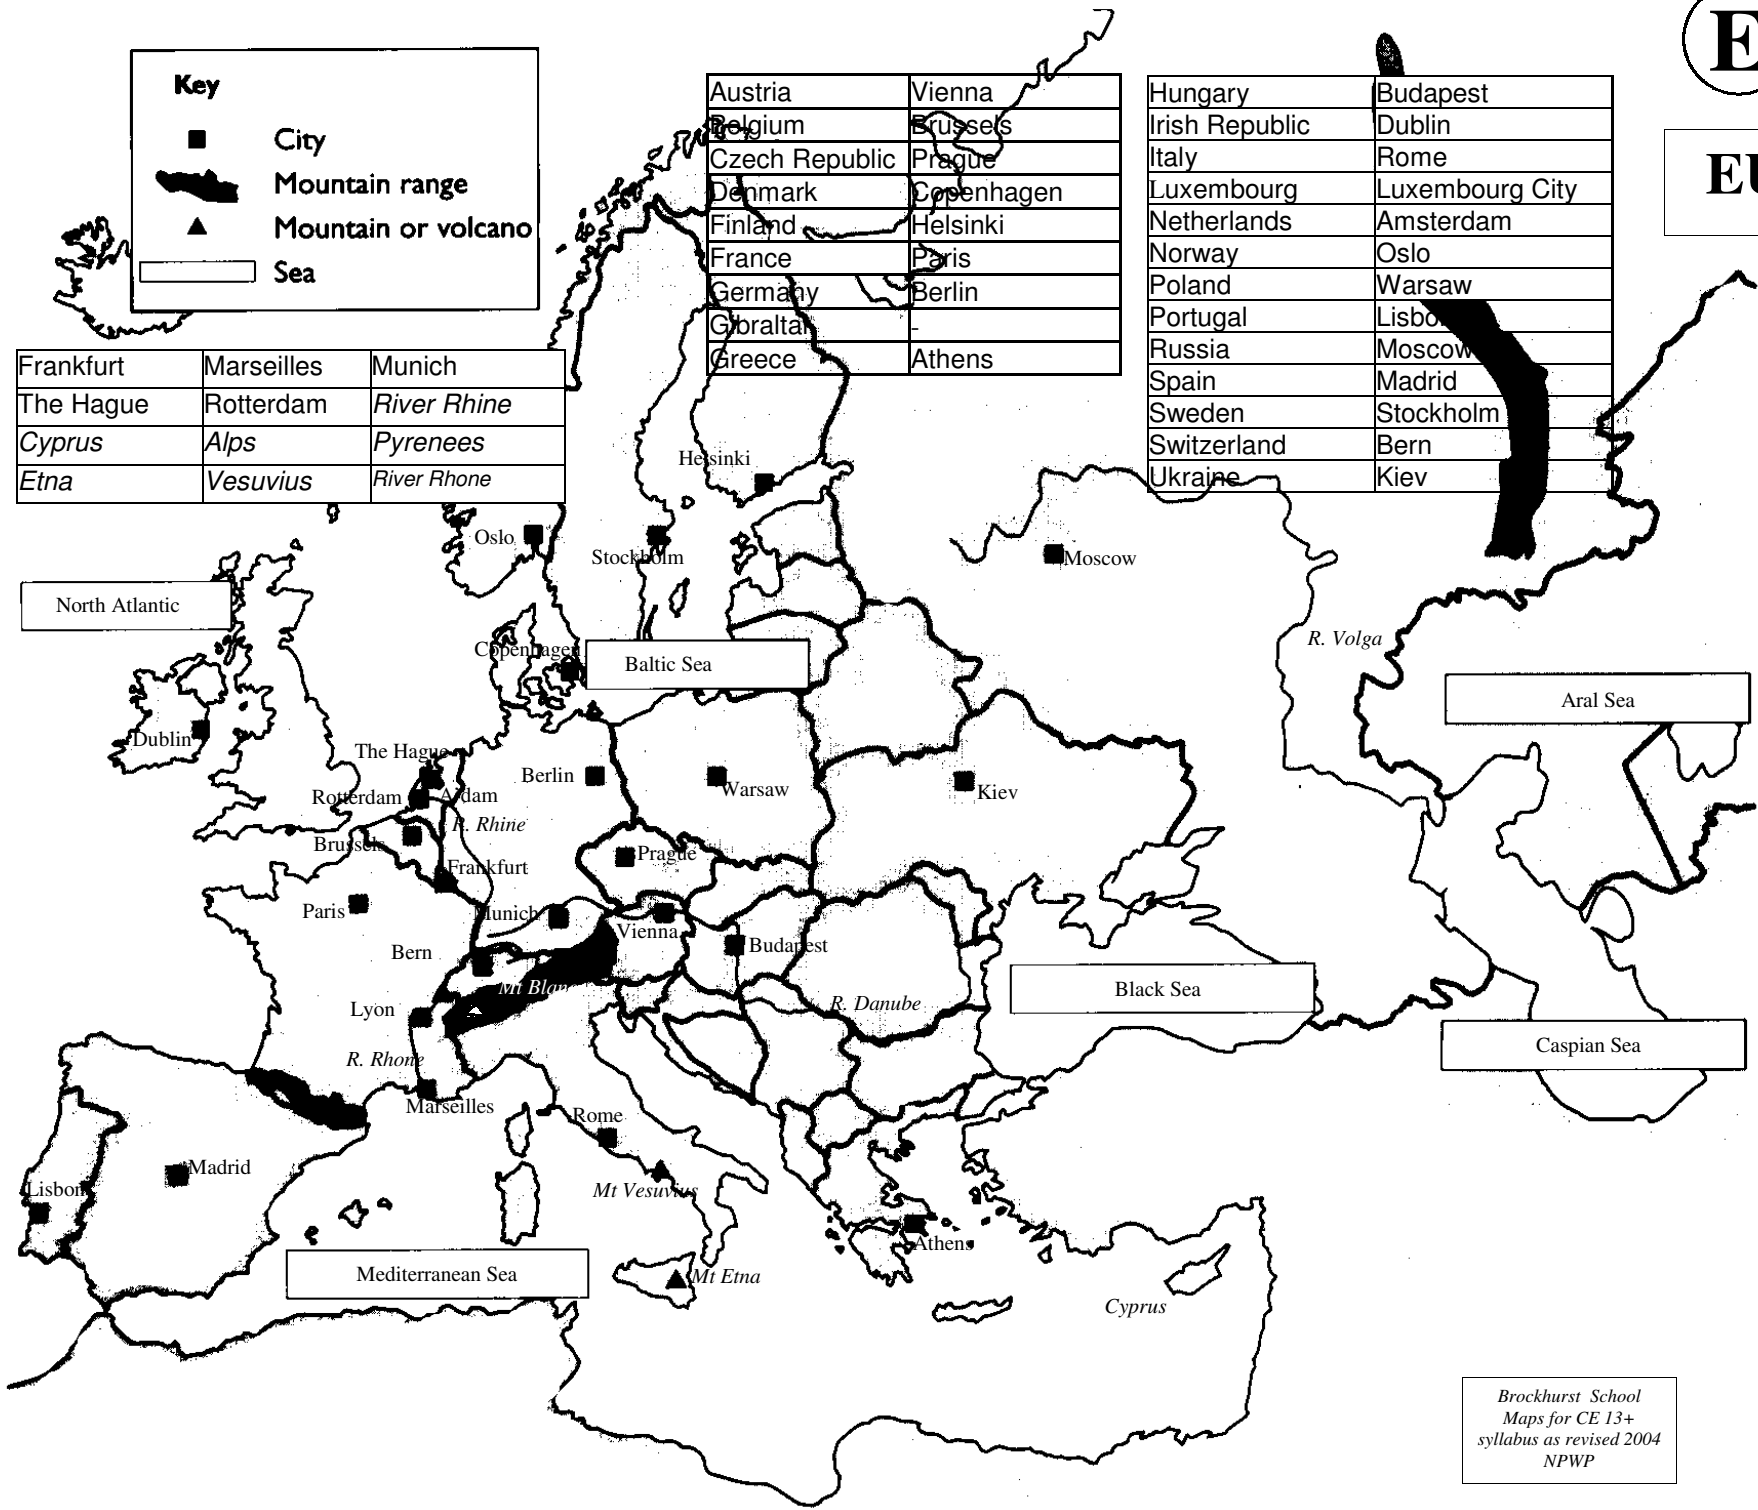 E
EU
Key
City
Mountain range
Mountain or volcano
Sea
Austria Vienna
Belgium Brussels
Czech Republic Prague
Denmark Copenhagen
Finland Helsinki
France Paris
Germany Berlin
Gibraltar -
Greece Athens
Hungary Budapest
Irish Republic Dublin
Italy Rome
Luxembourg Luxembourg City
Netherlands Amsterdam
Norway Oslo
Poland Warsaw
Portugal Lisbon
Russia Moscow
Spain Madrid
Sweden Stockholm
Switzerland Bern
Ukraine Kiev
Frankfurt Marseilles Munich
The Hague Rotterdam River Rhine
Cyprus Alps Pyrenees
Etna Vesuvius River Rhone
Helsinki
Oslo
Stockholm
Moscow
North Atlantic
R. Volga
Copenhagen
Baltic Sea
Aral Sea
Dublin
The Hague
Berlin
Warsaw
Kiev
Rotterdam
A'dam
R. Rhine
Brussels
Prague
Frankfurt
Paris
Munich
Vienna
Budapest
Bern
Mt Blanc
R. Danube
Black Sea
Lyon
Caspian Sea
R. Rhone
Marseilles
Rome
Madrid
Lisbon
Mt Vesuvius
Athens
Mediterranean Sea
Mt Etna
Cyprus
Brockhurst School
Maps for CE 13+
syllabus as revised 2004
NPWP